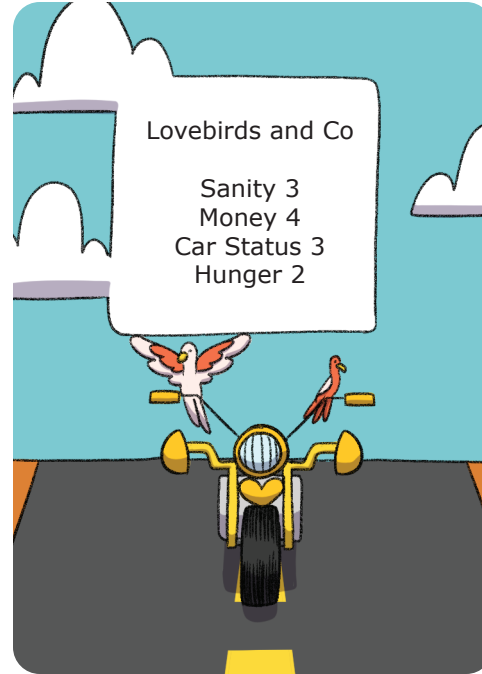 Lovebirds and Co
Sanity 3
Money 4
Car Status 3
Hunger 2